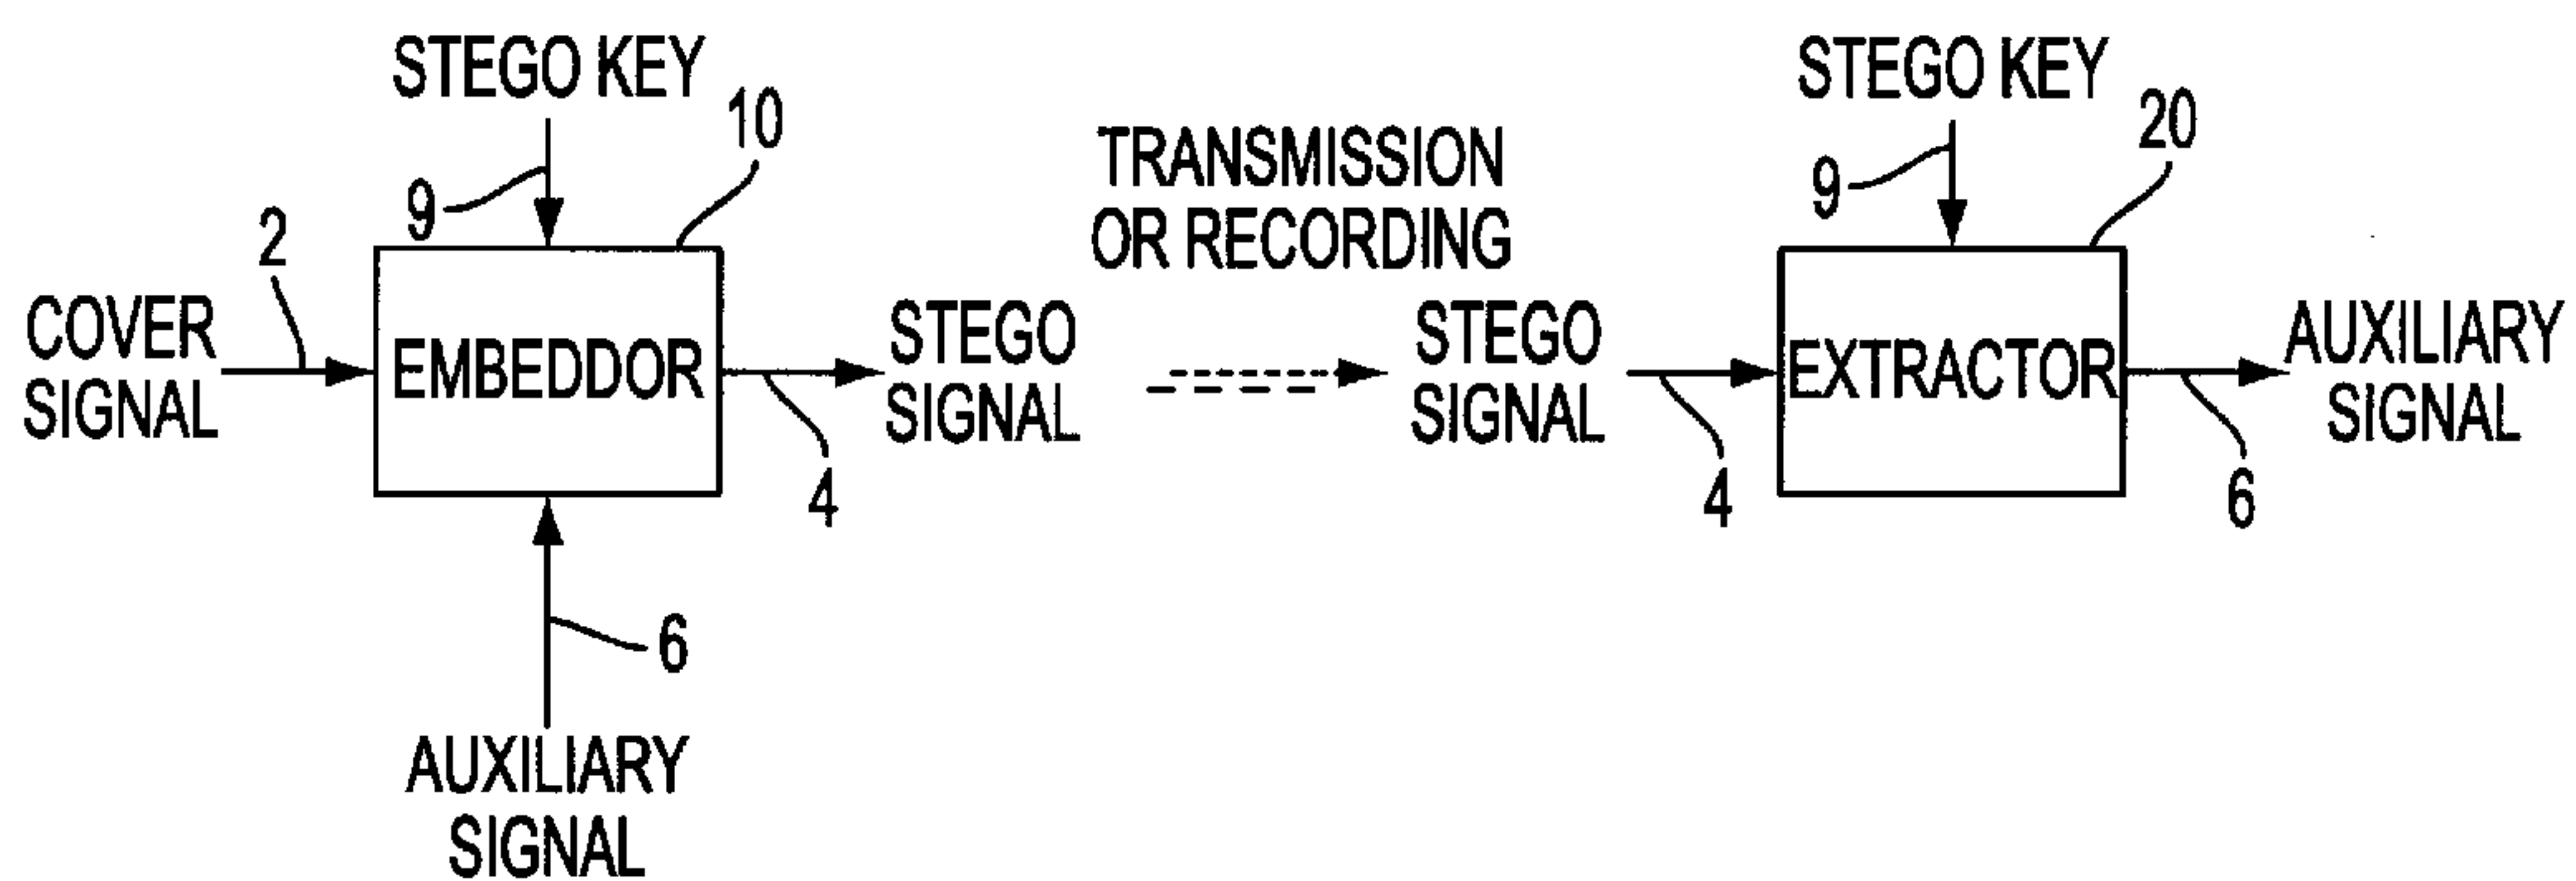 STEGO KEY
10
9
2
COVER
SIGNAL
EMBEDDOR
4
STEGO
SIGNAL
6
AUXILIARY
SIGNAL
TRANSMISSION
OR RECORDING
STEGO
SIGNAL
4
STEGO KEY
20
9
EXTRACTOR
6
AUXILIARY
SIGNAL